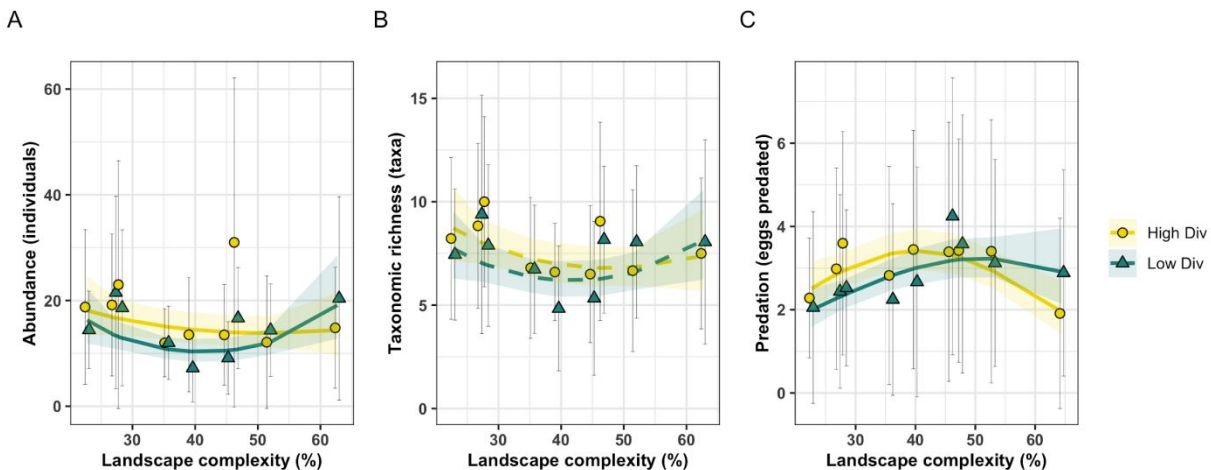 A
B
C
Abundance (individuals)
60
40
20
0
30 40 50 60
Landscape complexity (%)
Taxonomic richness (taxa)
15
10
5
0
30 40 50 60
Landscape complexity (%)
Predation (eggs predated)
6
4
2
0
30 40 50 60
Landscape complexity (%)
High Div
Low Div